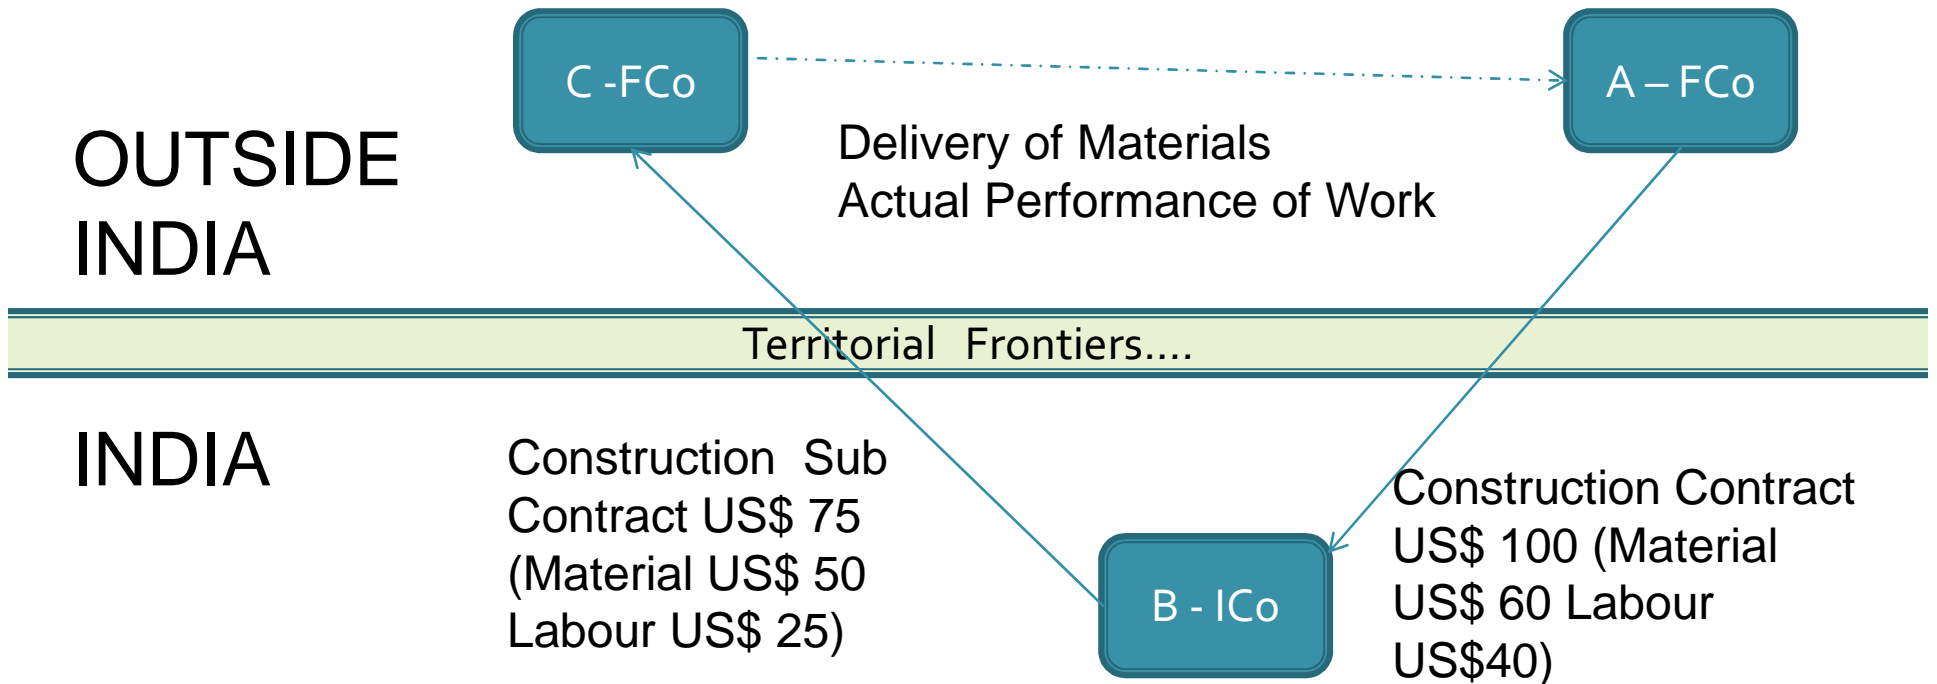 C -FCo
A – FCo
OUTSIDE
INDIA
Delivery of Materials
Actual Performance of Work
Territorial Frontiers....
INDIA
Construction Sub
Contract US$ 75
(Material US$ 50
Labour US$ 25)
B - ICo
Construction Contract
US$ 100 (Material
US$ 60 Labour
US$40)